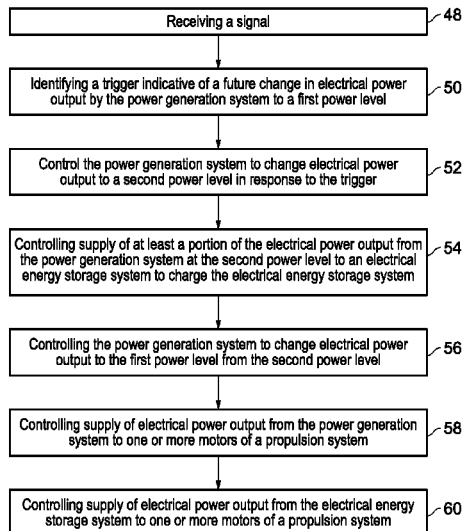 Receiving a signal
48
Identifying a trigger indicative of a future change in electrical power
output by the power generation system to a first power level
50
Control the power generation system to change electrical power
output to a second power level in response to the trigger
52
Controlling supply of at least a portion of the electrical power output from
the power generation system at the second power level to an electrical
energy storage system to charge the electrical energy storage system
54
Controlling the power generation system to change electrical power
output to the first power level from the second power level
56
Controlling supply of electrical power output from the power generation
system to one or more motors of a propulsion system
58
Controlling supply of electrical power output from the electrical energy
storage system to one or more motors of a propulsion system
60